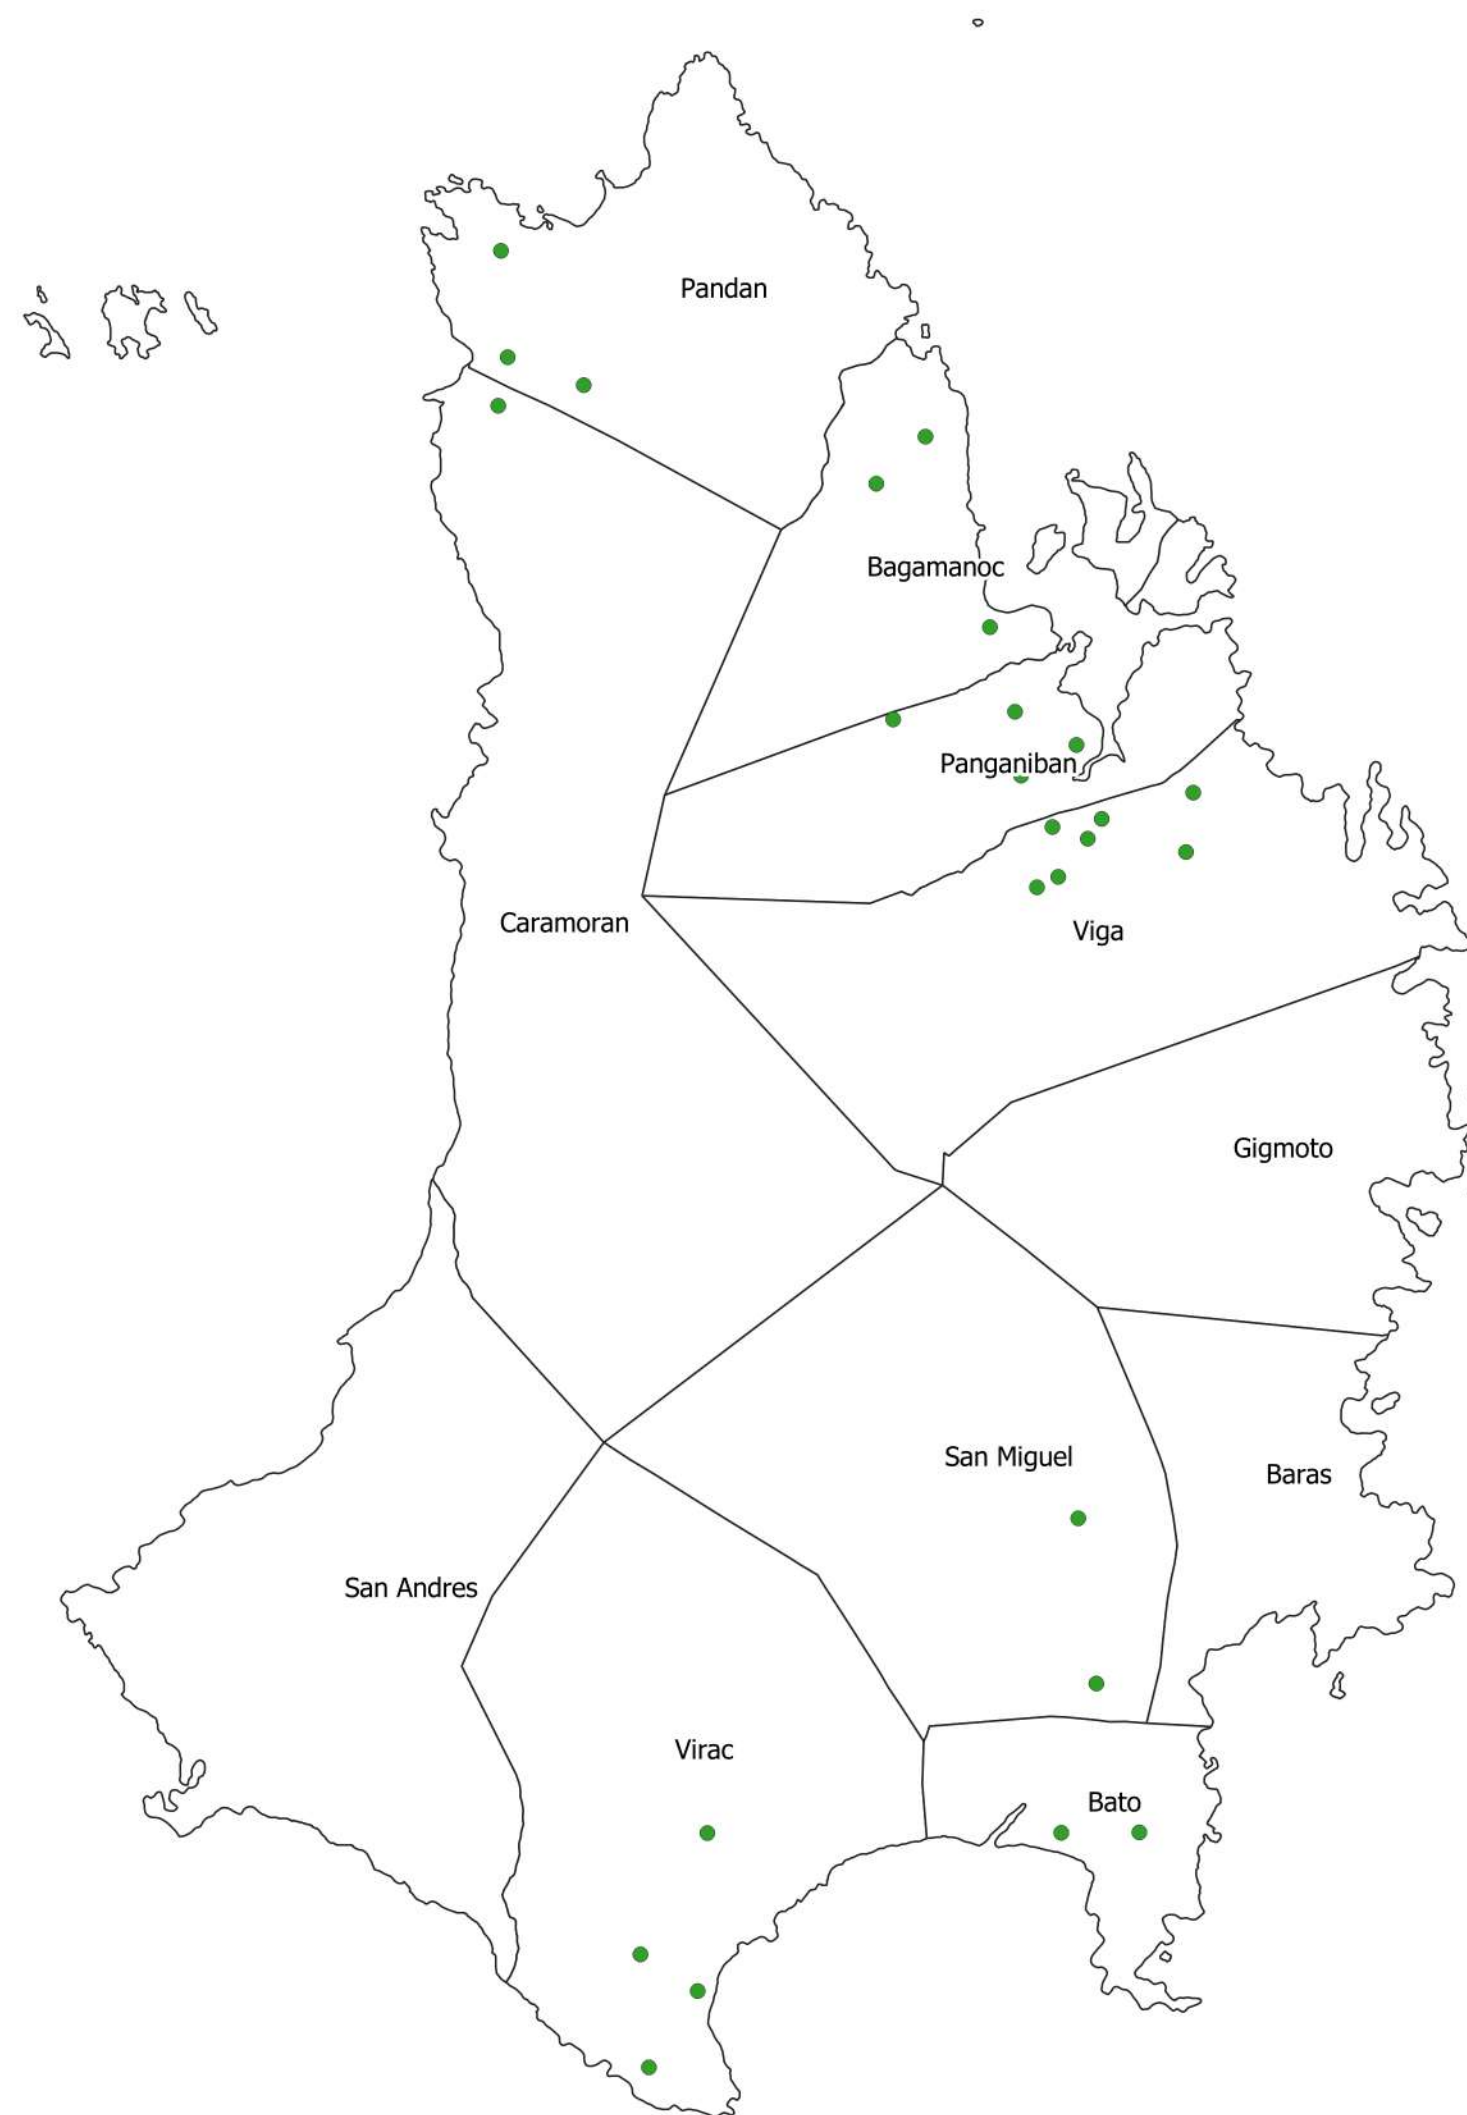 Pandan
Bagamanoc
Panganiban
Caramoran
Viga
Gigmoto
San Miguel
Baras
San Andres
Virac
Bato